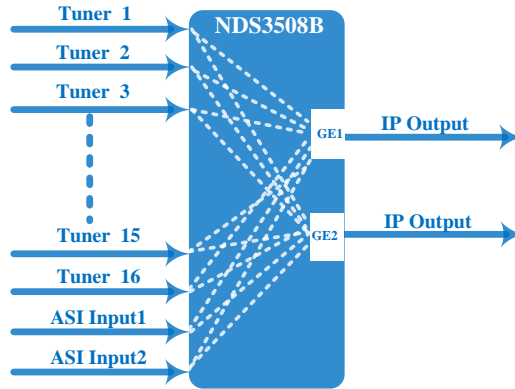 Tuner 1
NDS3508B
Tuner 2
Tuner 3
GE1
IP Output
Tuner 15
GE2
IP Output
Tuner 16
ASI Input1
ASI Input2